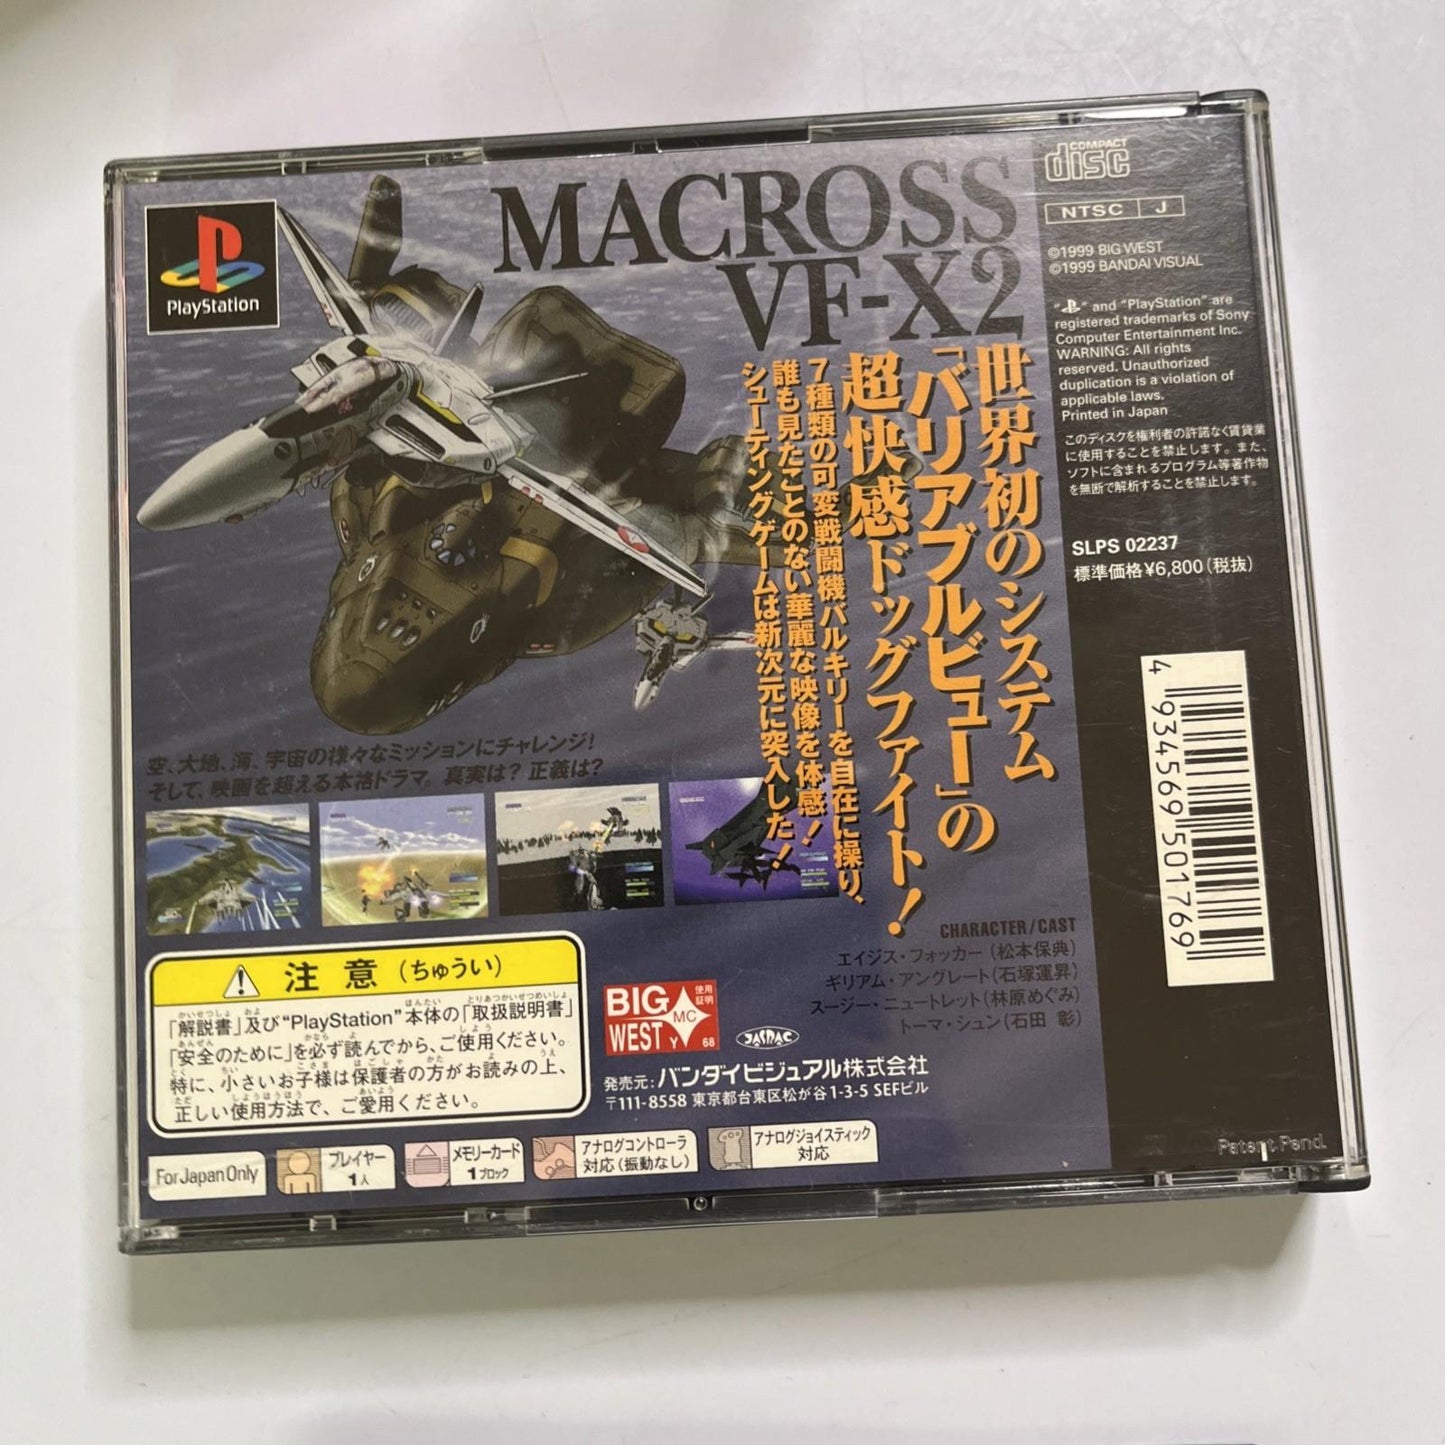 PlayStation
MACROSS
VF-X2
世界初のシステム
「バリアブルビュー」の
超快感ドッグファイト!
7種類の可変戦闘機バルキリーを自在に操り、
誰も見たことのない華麗な映像を体感!
シューティングゲームは新次元に突入した!
空、大地、海、宇宙の様々なミッションにチャレンジ!
そして、映画を超える本格ドラマ。真実は? 正義は?
注意(ちゅうい)
「解説書」及び“PlayStation”本体の「取扱説明書」
「安全のために」を必ず読んでから、ご使用ください。
特に、小さいお子様は保護者の方がお読みの上、
正しい使用方法で、ご愛用ください。
CHARACTER/CAST
エイジス・フォッカー(松本保典)
ギリアム・アングレート(石塚運昇)
スージー・ニュートレット(林原めぐみ)
トーマ・シュン(石田 彰)
BIG
WEST
使用
証明
MC
Y
68
JASRAC
発売元:バンダイビジュアル株式会社
〒111-8558 東京都台東区松が谷1-3-5 SEFビル
For Japan Only
プレイヤー
1人
メモリーカード
1ブロック
アナログコントローラ
対応(振動なし)
アナログジョイスティック
対応
COMPACT
disc
NTSC J
©1999 BIG WEST
©1999 BANDAI VISUAL
“ ” and “PlayStation” are
registered trademarks of Sony
Computer Entertainment Inc.
WARNING: All rights
reserved. Unauthorized
duplication is a violation of
applicable laws.
Printed in Japan
このディスクを権利者の許諾なく賃貸業
に使用することを禁止します。また、
ソフトに含まれるプログラム等著作物
を無断で解析することを禁止します。
SLPS 02237
標準価格¥6,800(税抜)
4 934569 501769
Patent Pend.